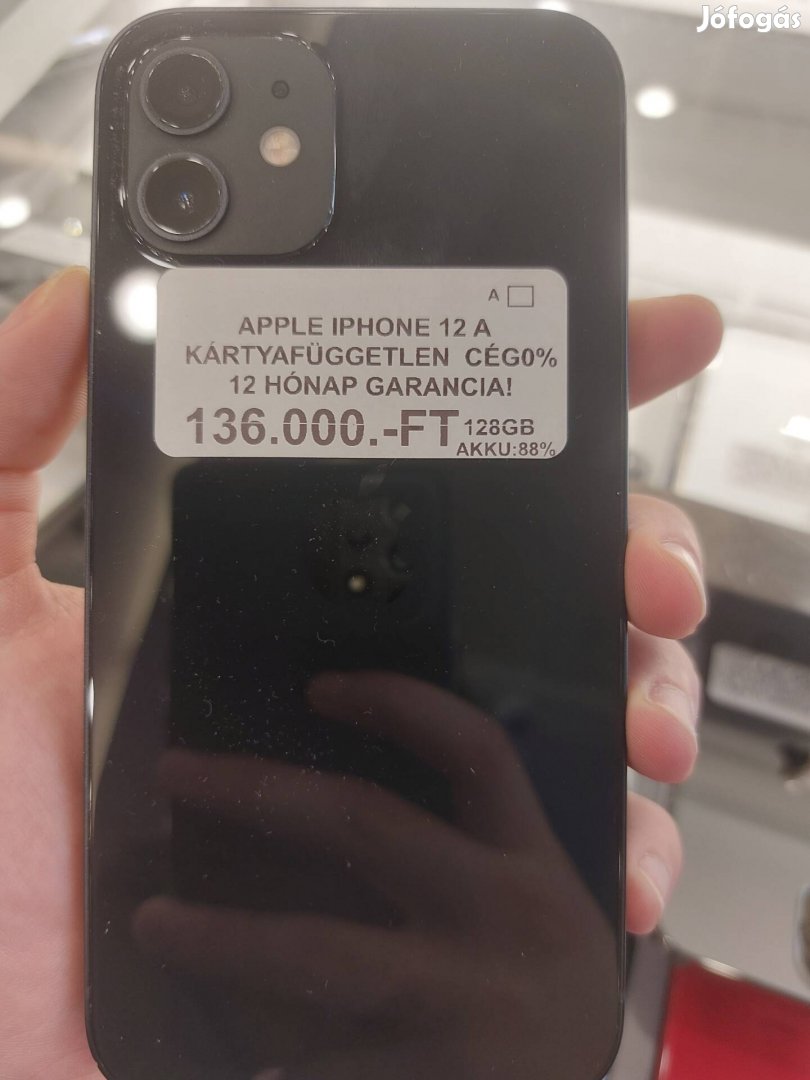 Jófogás
A
APPLE IPHONE 12 A
KÁRTYAFÜGGETLEN CÉG0%
12 HÓNAP GARANCIA!
136.000.-FT 128GB
AKKU:88%